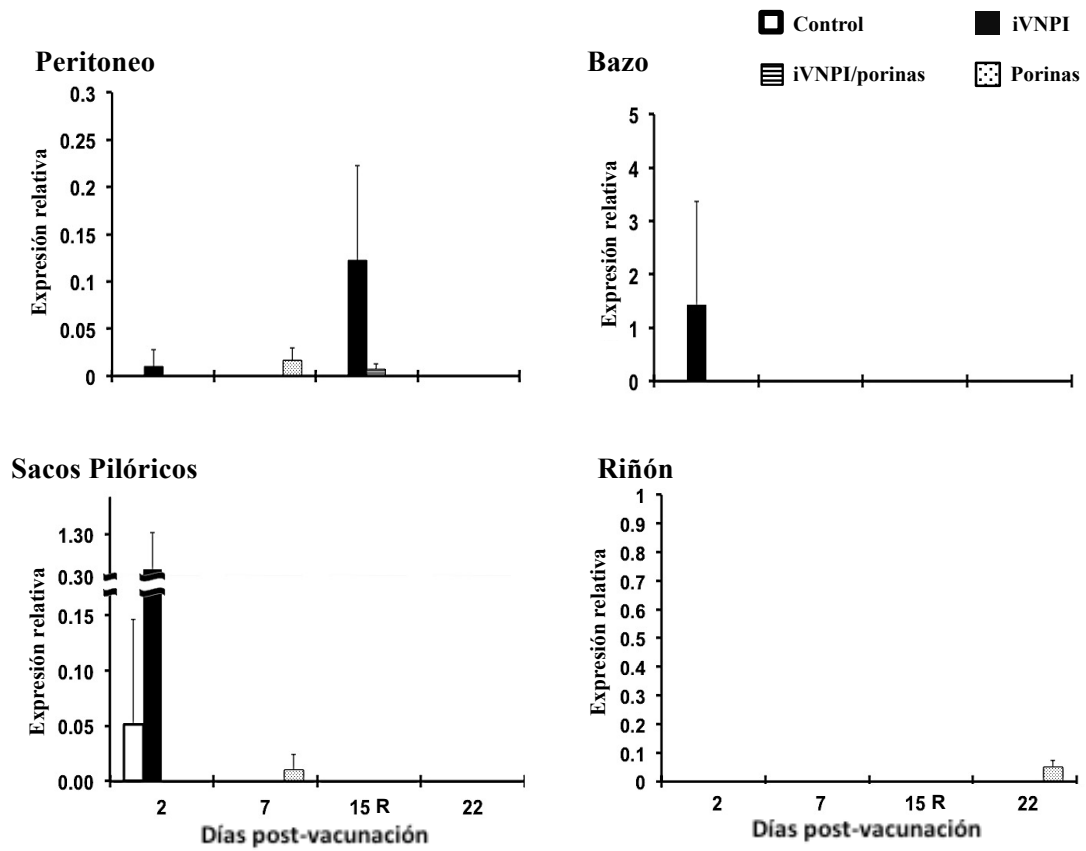 Control
iVNPI
iVNPI/porinas
Porinas
Peritoneo
Expresión relativa
0.3
0.25
0.2
0.15
0.1
0.05
0
Bazo
Expresión relativa
5
4
3
2
1
0
Sacos Pilóricos
Expresión relativa
1.30
0.30
0.15
0.10
0.05
0.00
2 7 15 R 22
Días post-vacunación
Riñón
Expresión relativa
1
0.9
0.8
0.7
0.6
0.5
0.4
0.3
0.2
0.1
0
2 7 15 R 22
Días post-vacunación